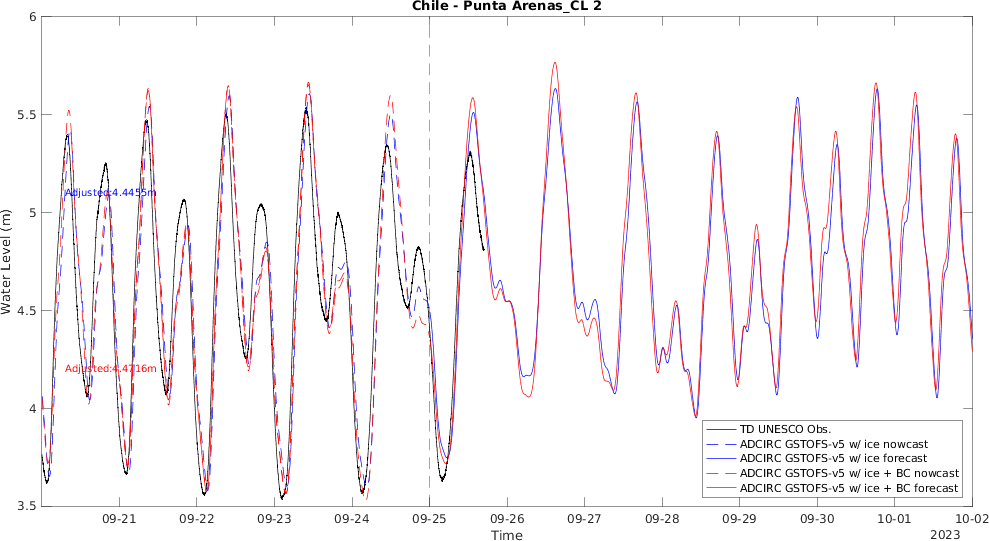 Chile - Punta Arenas_CL 2
6
5.5
5
4.5
4
3.5
Water Level (m)
Adjusted:4.4455m
Adjusted:4.4716m
TD UNESCO Obs.
ADCIRC GSTOFS-v5 w/ ice nowcast
ADCIRC GSTOFS-v5 w/ ice forecast
ADCIRC GSTOFS-v5 w/ ice + BC nowcast
ADCIRC GSTOFS-v5 w/ ice + BC forecast
09-21 09-22 09-23 09-24 09-25 09-26 09-27 09-28 09-29 09-30 10-01 10-02
Time
2023